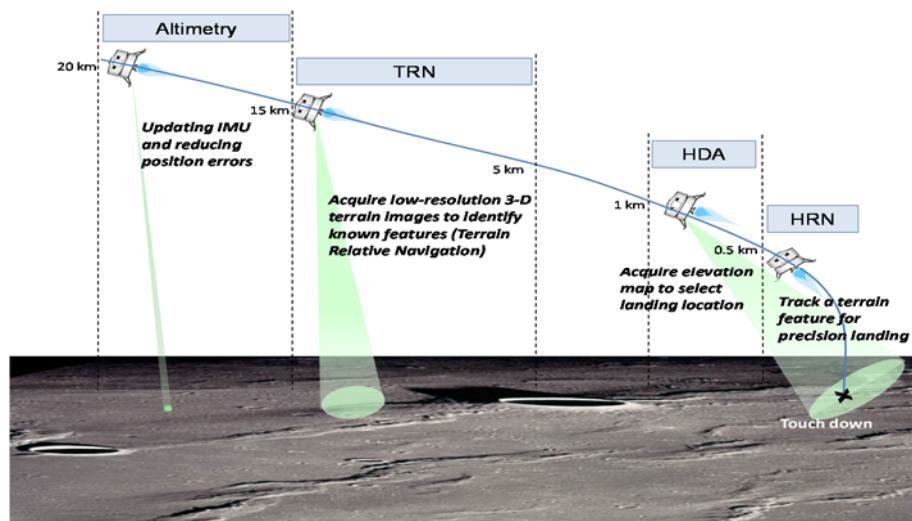 Altimetry
20 km
Updating IMU
and reducing
position errors
TRN
15 km
Acquire low-resolution 3-D
terrain images to identify
known features (Terrain
Relative Navigation)
5 km
HDA
1 km
Acquire elevation
map to select
landing location
HRN
0.5 km
Track a terrain
feature for
precision landing
Touch down